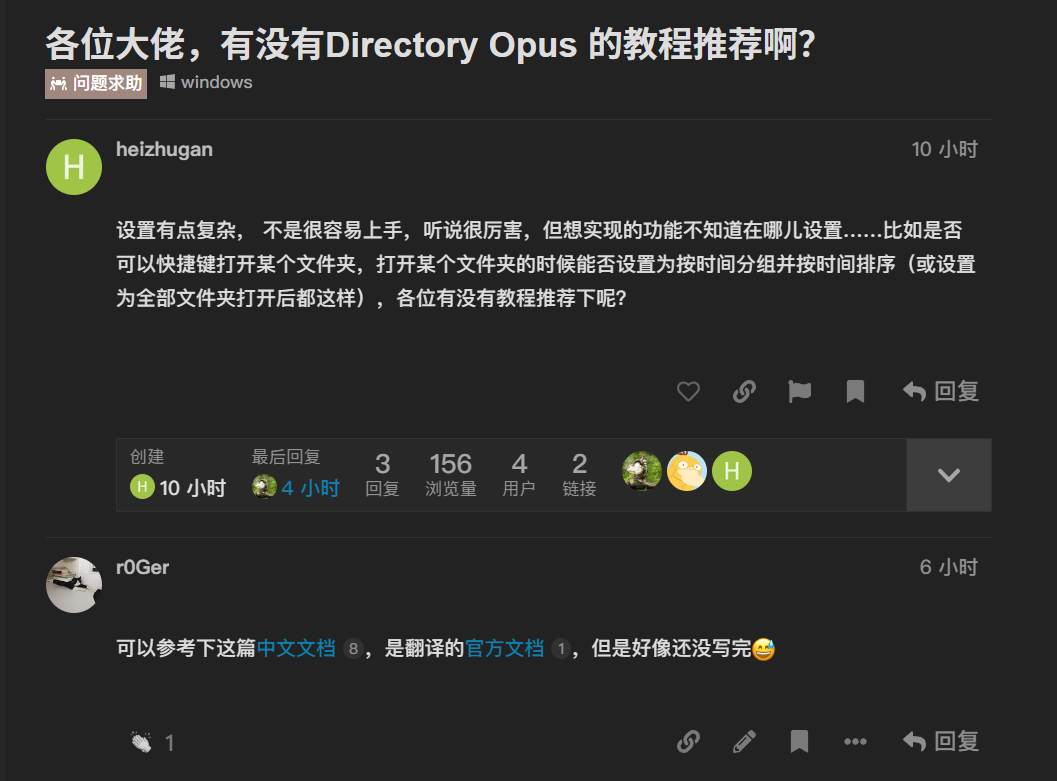 各位大佬，有没有Directory Opus 的教程推荐啊？
问题求助 windows
H heizhugan 10 小时
设置有点复杂， 不是很容易上手，听说很厉害，但想实现的功能不知道在哪儿设置……比如是否
可以快捷键打开某个文件夹，打开某个文件夹的时候能否设置为按时间分组并按时间排序（或设置
为全部文件夹打开后都这样），各位有没有教程推荐下呢？
回复
创建 最后回复 3 156 4 2
H 10 小时 4 小时 回复 浏览量 用户 链接 H
r0Ger 6 小时
可以参考下这篇中文文档 8 ，是翻译的官方文档 1 ，但是好像还没写完😅
1 回复